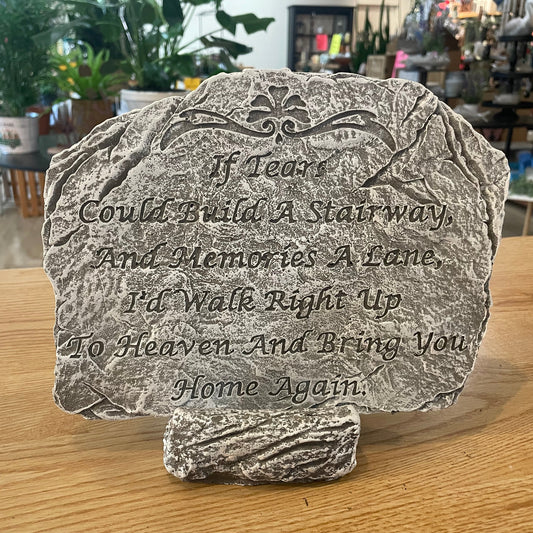 If Tears
Could Build A Stairway,
And Memories A Lane,
I'd Walk Right Up
To Heaven And Bring You
Home Again.